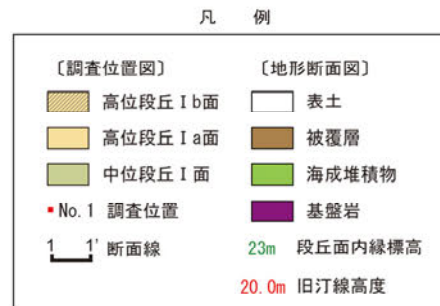 凡 例
〔調査位置図〕
高位段丘Ⅰb面
高位段丘Ⅰa面
中位段丘Ⅰ面
No.1 調査位置
1 1' 断面線
〔地形断面図〕
表土
被覆層
海成堆積物
基盤岩
23m 段丘面内縁標高
20.0m 旧汀線高度